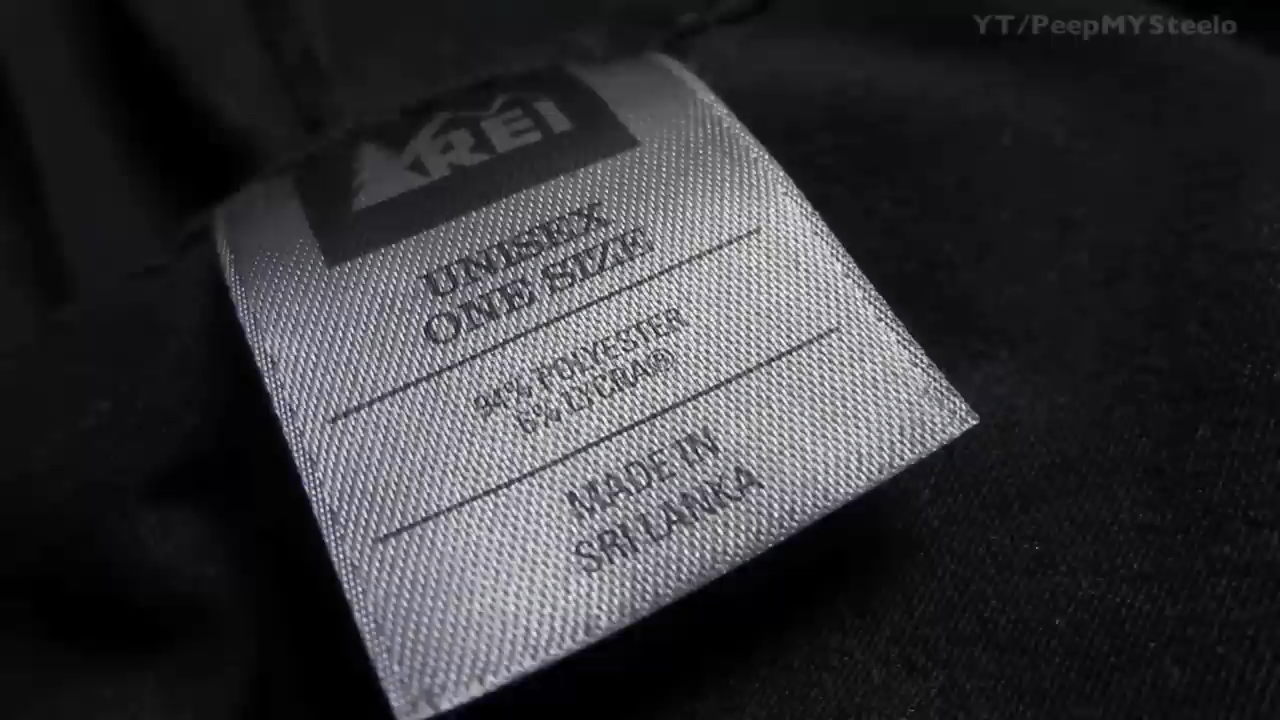 YT/PeepMYSteelo
REI
UNISEX
ONE SIZE
94% POLYESTER
6% LYCRA®
MADE IN
SRI LANKA